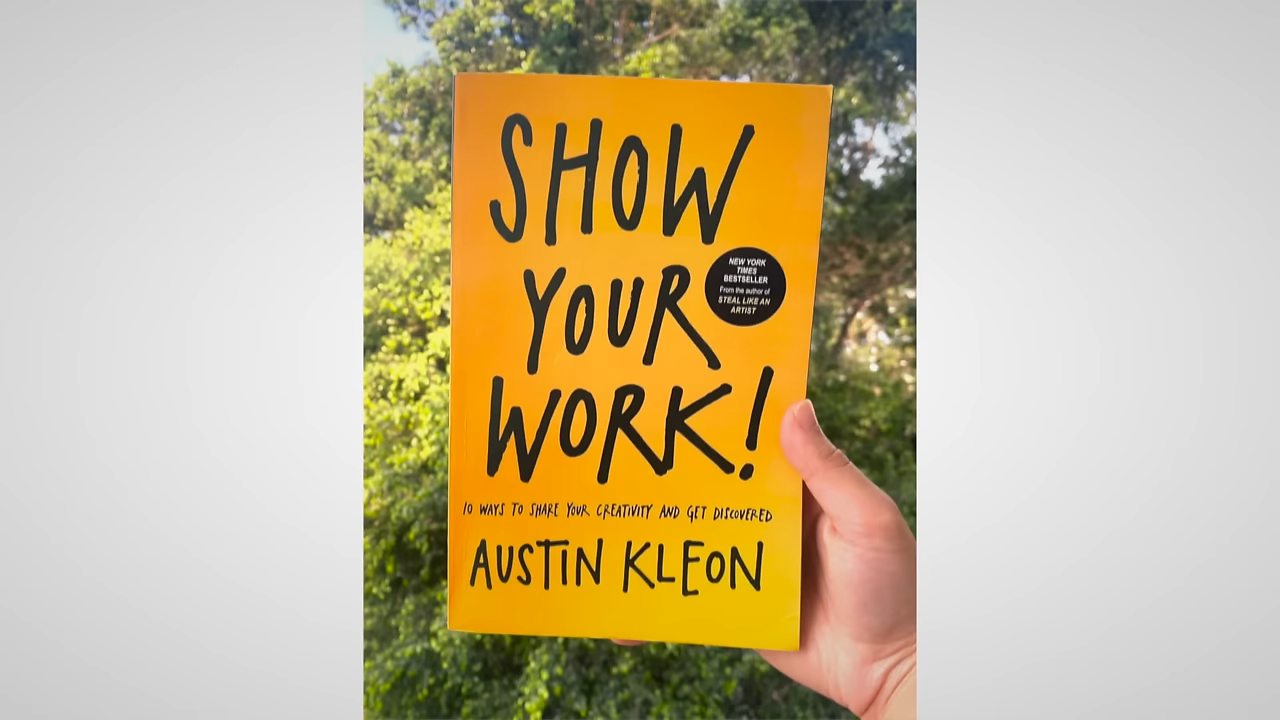 SHOW
YOUR
WORK!
NEW YORK
TIMES
BESTSELLER
From the author of
STEAL LIKE AN
ARTIST
10 WAYS TO SHARE YOUR CREATIVITY AND GET DISCOVERED
AUSTIN KLEON